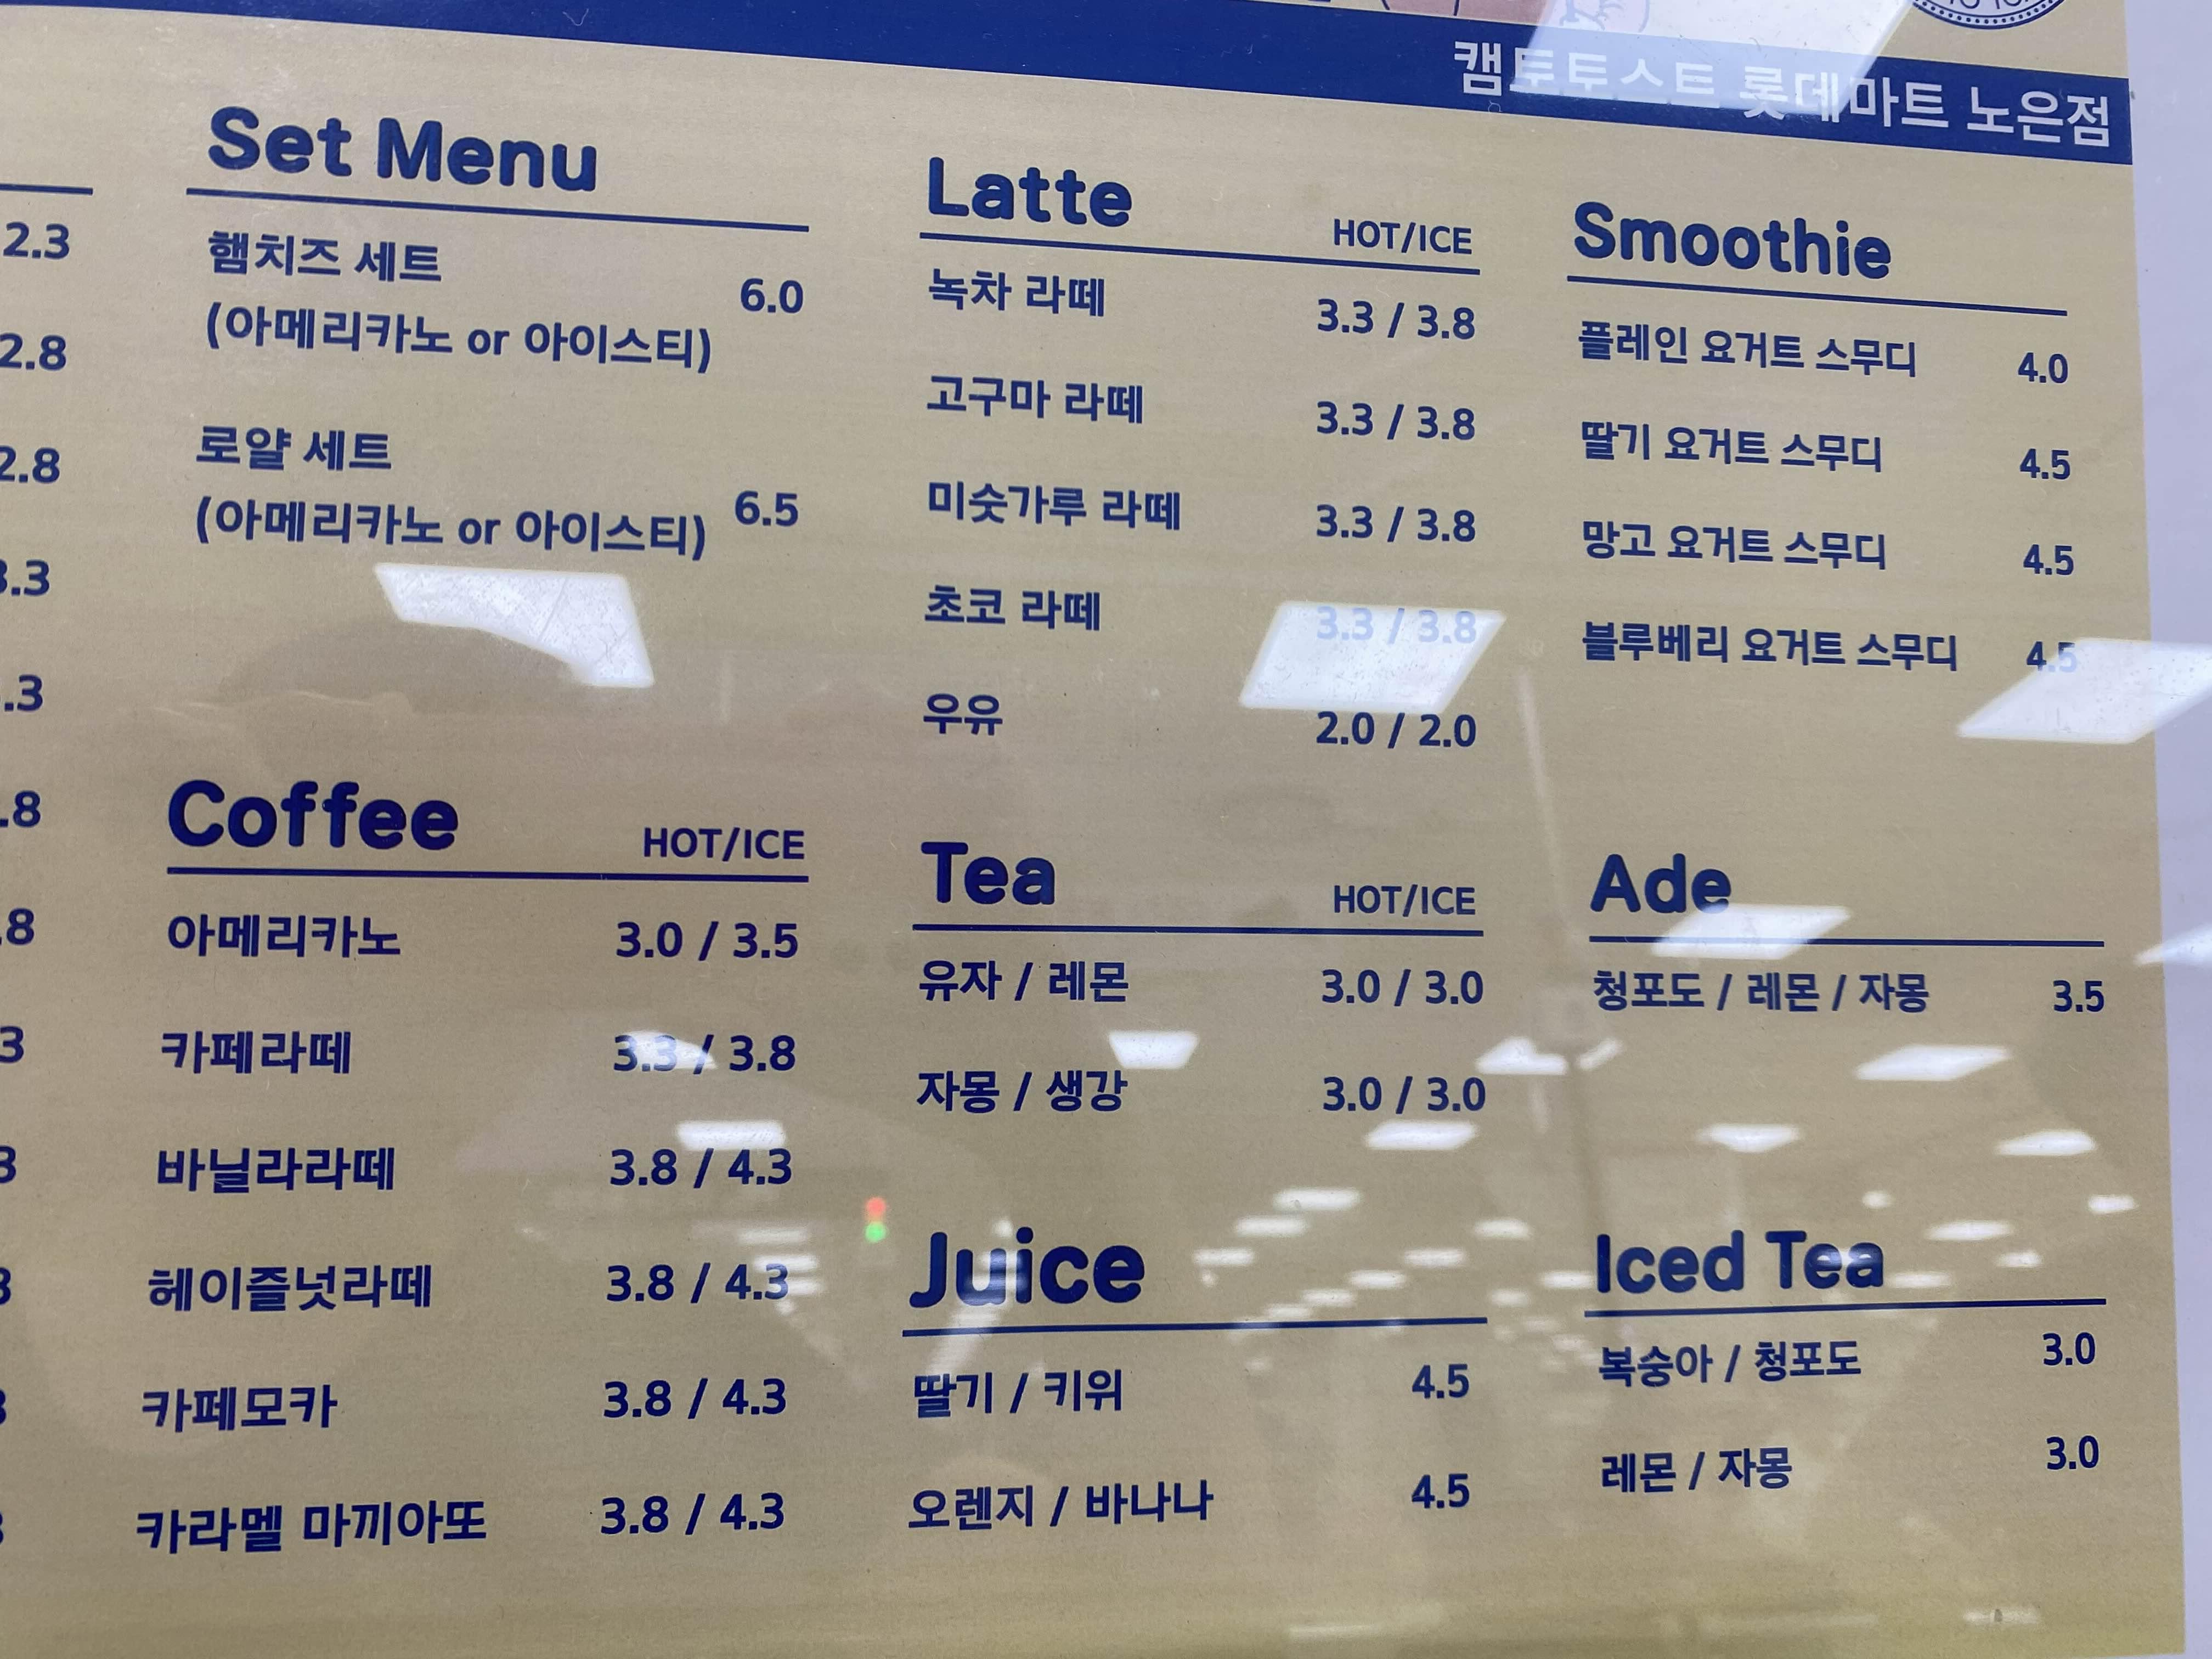 캠토토스트 롯데마트 노은점
2.3
2.8
2.8
3.3
.3
.8
.8
3
3
Set Menu
햄치즈 세트
(아메리카노 or 아이스티) 6.0
로얄 세트
(아메리카노 or 아이스티) 6.5
Coffee HOT/ICE
아메리카노 3.0 / 3.5
카페라떼 3.3 / 3.8
바닐라라떼 3.8 / 4.3
헤이즐넛라떼 3.8 / 4.3
카페모카 3.8 / 4.3
카라멜 마끼아또 3.8 / 4.3
Latte HOT/ICE
녹차 라떼 3.3 / 3.8
고구마 라떼 3.3 / 3.8
미숫가루 라떼 3.3 / 3.8
초코 라떼 3.3 / 3.8
우유 2.0 / 2.0
Tea HOT/ICE
유자 / 레몬 3.0 / 3.0
자몽 / 생강 3.0 / 3.0
Juice
딸기 / 키위 4.5
오렌지 / 바나나 4.5
Smoothie
플레인 요거트 스무디 4.0
딸기 요거트 스무디 4.5
망고 요거트 스무디 4.5
블루베리 요거트 스무디 4.5
Ade
청포도 / 레몬 / 자몽 3.5
Iced Tea
복숭아 / 청포도 3.0
레몬 / 자몽 3.0